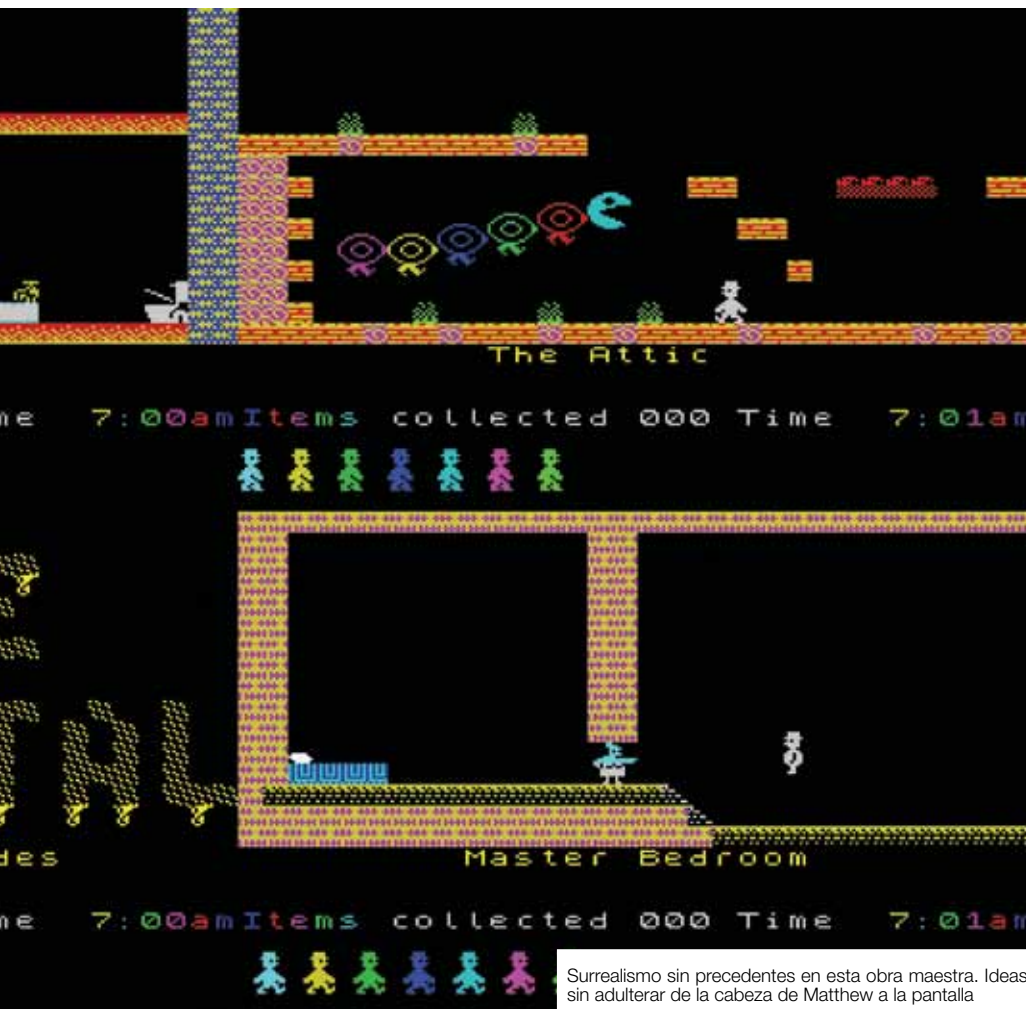 The Attic
me 7:00am Items collected 000 Time 7:01am
des
Master Bedroom
me 7:00am Items collected 000 Time 7:01am
Surrealismo sin precedentes en esta obra maestra. Ideas
sin adulterar de la cabeza de Matthew a la pantalla